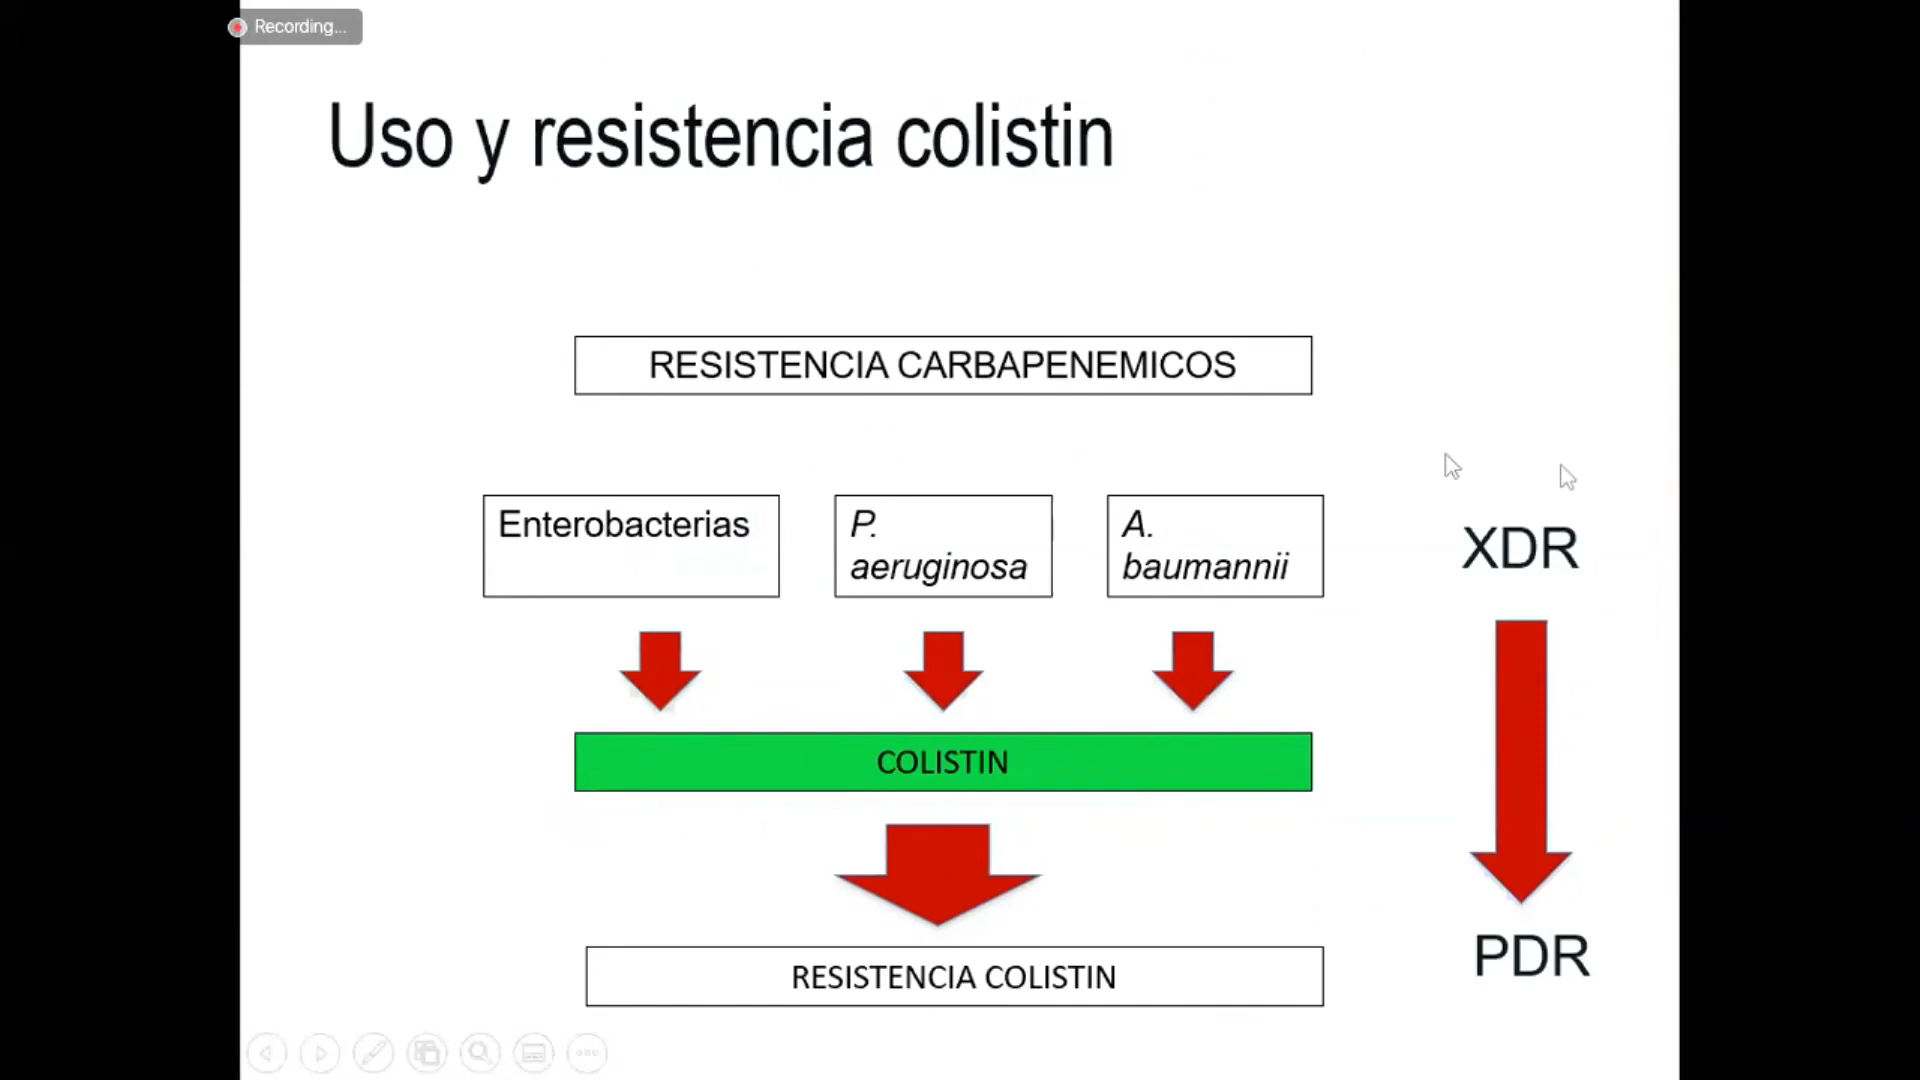 Recording...
Uso y resistencia colistin
RESISTENCIA CARBAPENEMICOS
Enterobacterias
P.
aeruginosa
A.
baumannii
XDR
COLISTIN
RESISTENCIA COLISTIN
PDR